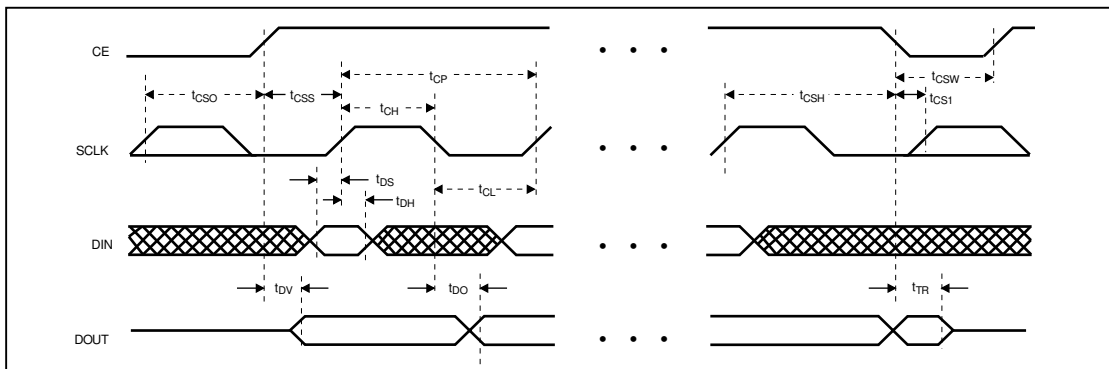 CE
tCSO
tCSS
tCP
tCH
tCSH
tCSW
tCS1
SCLK
tDS
tDH
tCL
DIN
tDV
tDO
tTR
DOUT